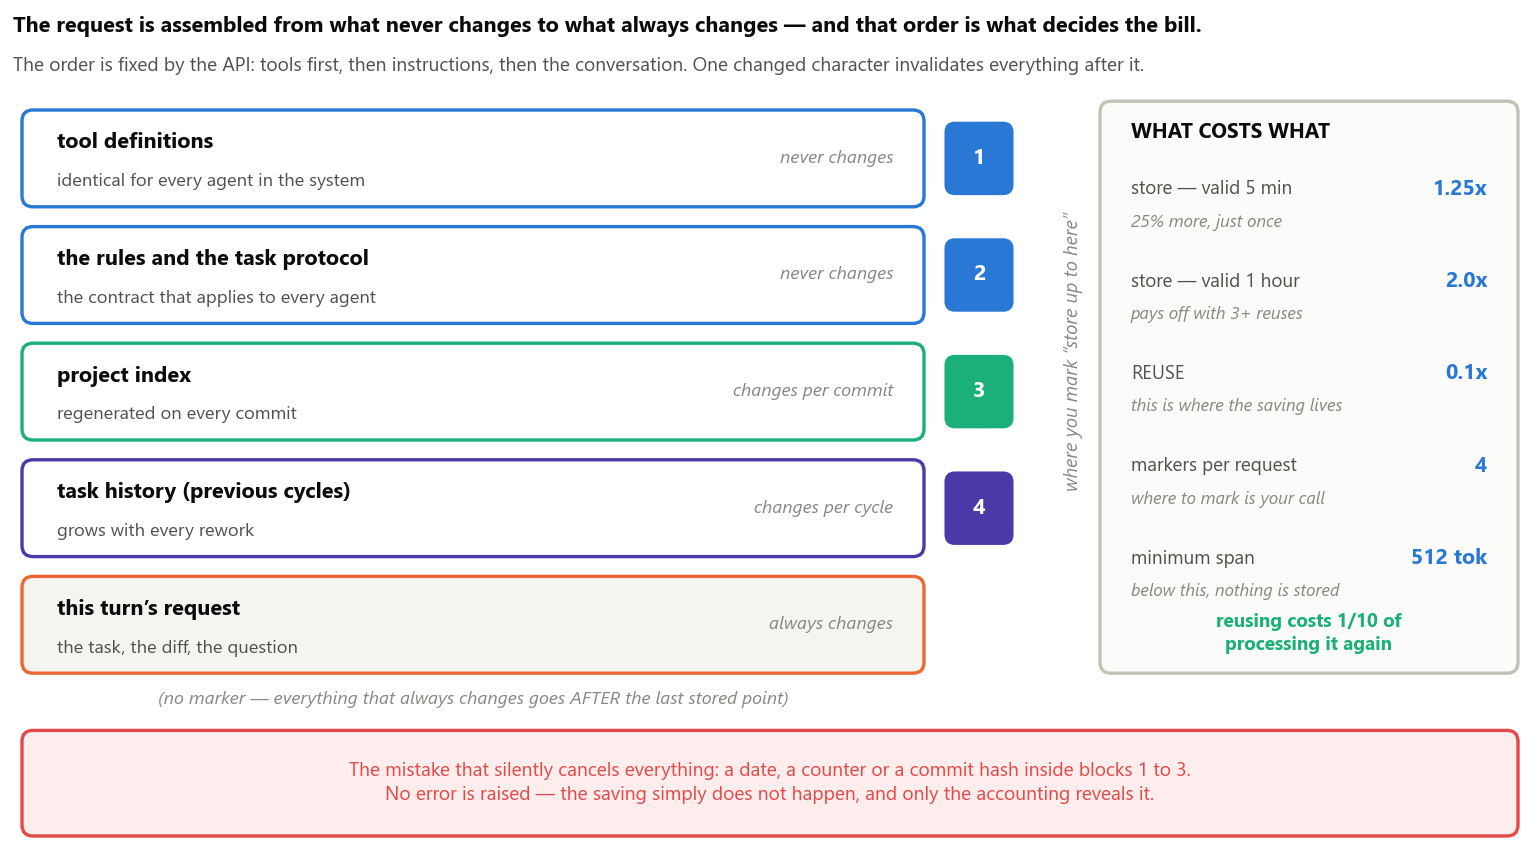 The request is assembled from what never changes to what always changes — and that order is what decides the bill.
The order is fixed by the API: tools first, then instructions, then the conversation. One changed character invalidates everything after it.
tool definitions
identical for every agent in the system
never changes
1
the rules and the task protocol
the contract that applies to every agent
never changes
2
project index
regenerated on every commit
changes per commit
3
task history (previous cycles)
grows with every rework
changes per cycle
4
this turn’s request
the task, the diff, the question
always changes
(no marker — everything that always changes goes AFTER the last stored point)
where you mark "store up to here"
WHAT COSTS WHAT
store — valid 5 min
1.25x
25% more, just once
store — valid 1 hour
2.0x
pays off with 3+ reuses
REUSE
0.1x
this is where the saving lives
markers per request
4
where to mark is your call
minimum span
512 tok
below this, nothing is stored
reusing costs 1/10 of
processing it again
The mistake that silently cancels everything: a date, a counter or a commit hash inside blocks 1 to 3.
No error is raised — the saving simply does not happen, and only the accounting reveals it.